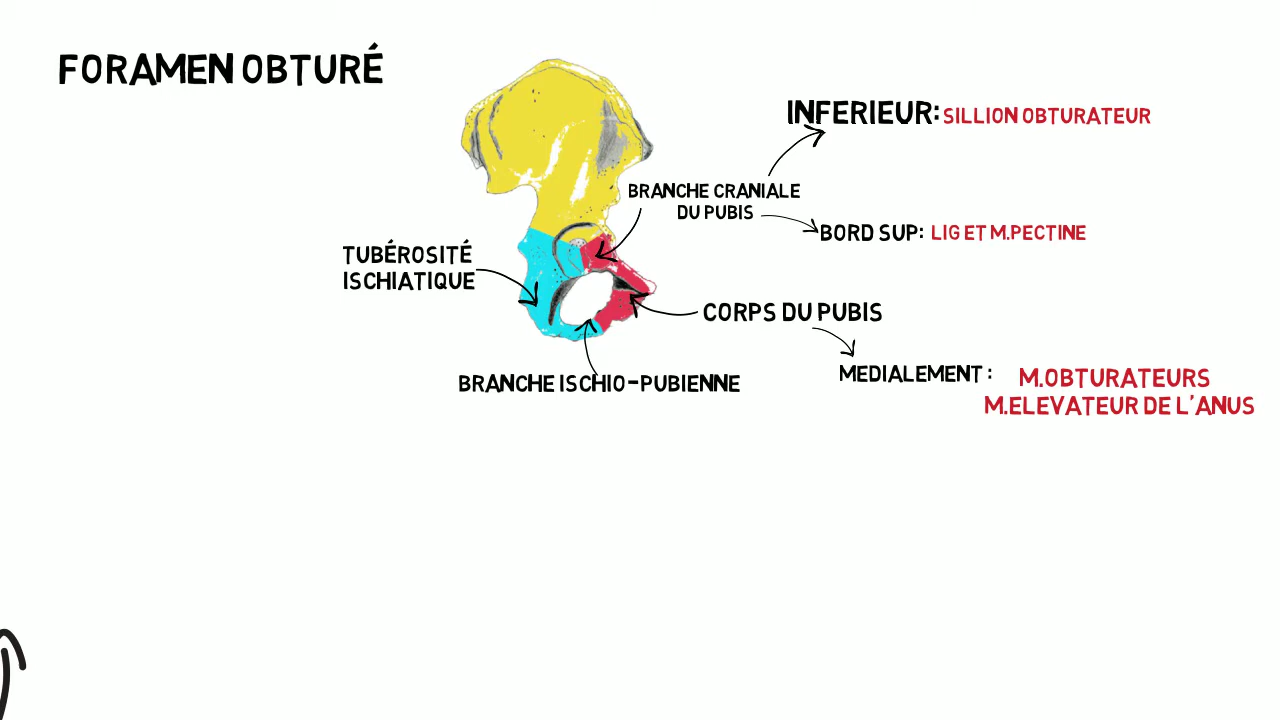 FORAMEN OBTURÉ
INFERIEUR: SILLION OBTURATEUR
BRANCHE CRANIALE
DU PUBIS
BORD SUP: LIG ET M.PECTINE
TUBÉROSITÉ
ISCHIATIQUE
CORPS DU PUBIS
MEDIALEMENT : M.OBTURATEURS
M.ELEVATEUR DE L'ANUS
BRANCHE ISCHIO-PUBIENNE